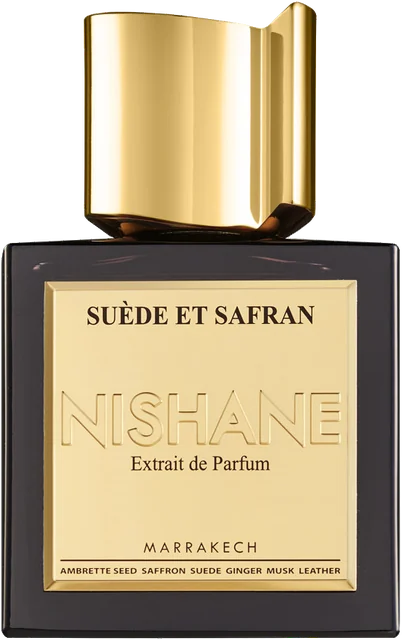 SUÈDE ET SAFRAN
NISHANE
Extrait de Parfum
MARRAKECH
AMBRETTE SEED SAFFRON SUEDE GINGER MUSK LEATHER